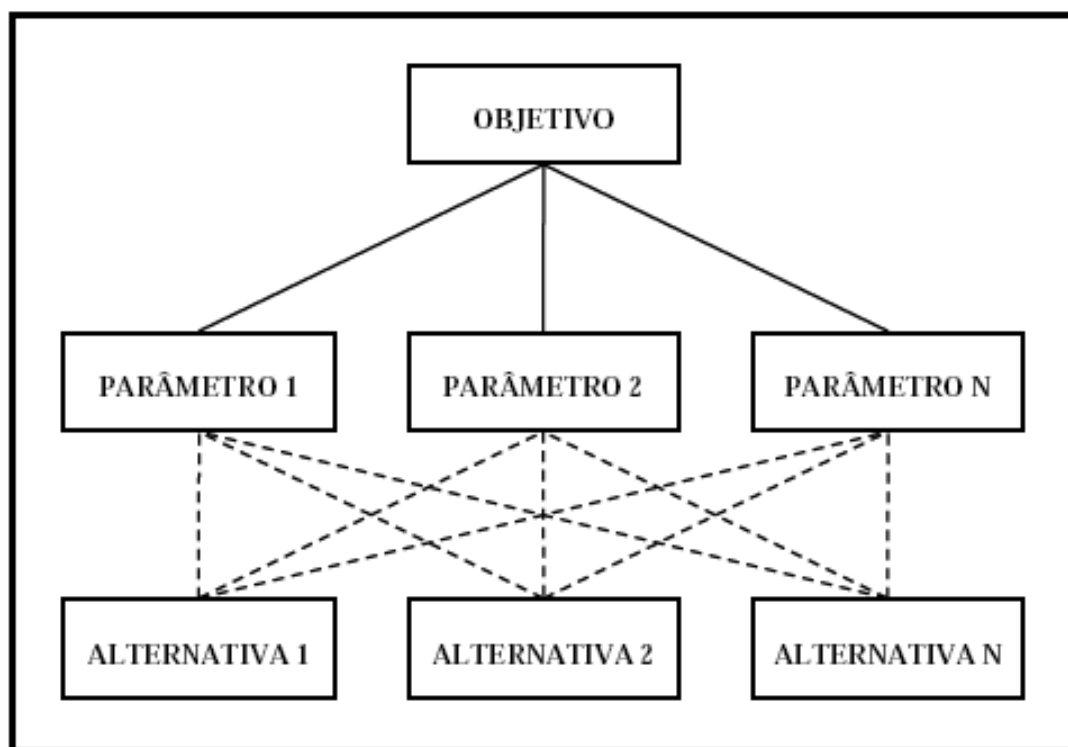 OBJETIVO
PARÂMETRO 1
PARÂMETRO 2
PARÂMETRO N
ALTERNATIVA 1
ALTERNATIVA 2
ALTERNATIVA N